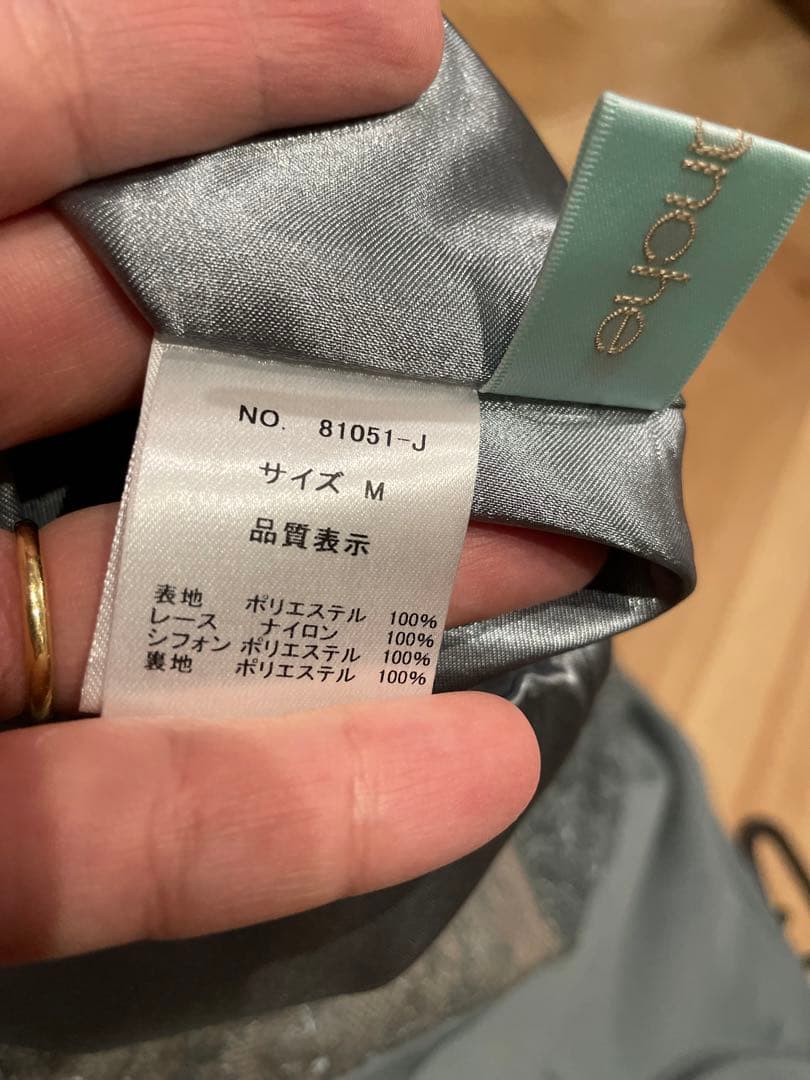 anche
NO. 81051-J
サイズ M
品質表示
表地 ポリエステル 100%
レース ナイロン 100%
シフォン ポリエステル 100%
裏地 ポリエステル 100%